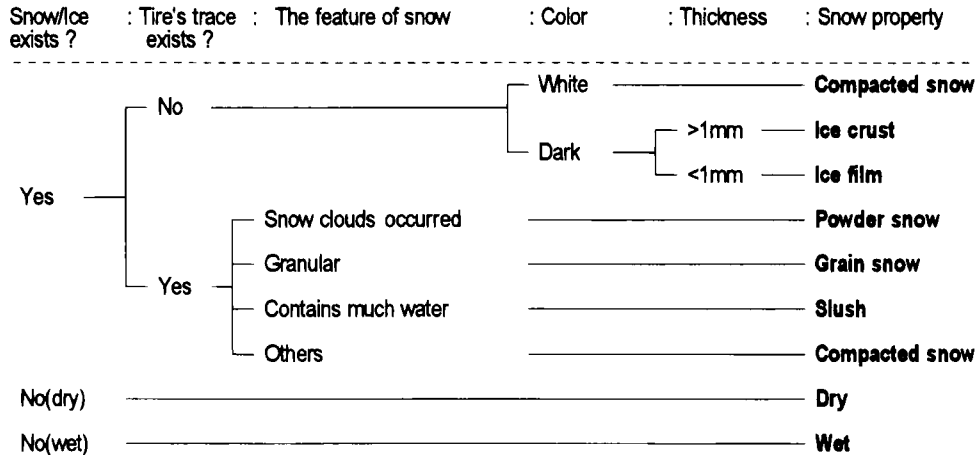 Snow/Ice exists ? : Tire's trace exists ? : The feature of snow : Color : Thickness : Snow property
White Compacted snow
No
>1mm Ice crust
Dark
<1mm Ice film
Yes
Snow clouds occurred Powder snow
Granular Grain snow
Yes
Contains much water Slush
Others Compacted snow
No(dry) Dry
No(wet) Wet